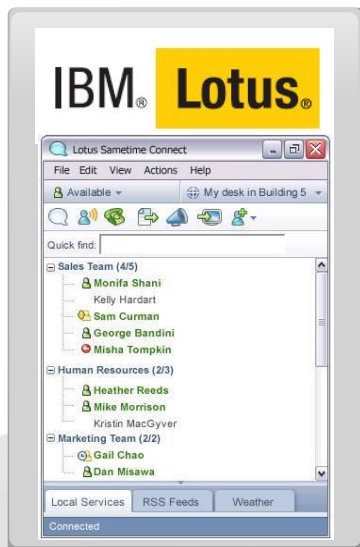 IBM® Lotus®
Lotus Sametime Connect
File Edit View Actions Help
Available My desk in Building 5
Quick find:
Sales Team (4/5)
Monifa Shani
Kelly Hardart
Sam Curman
George Bandini
Misha Tompkin
Human Resources (2/3)
Heather Reeds
Mike Morrison
Kristin MacGyver
Marketing Team (2/2)
Gail Chao
Dan Misawa
Local Services RSS Feeds Weather
Connected